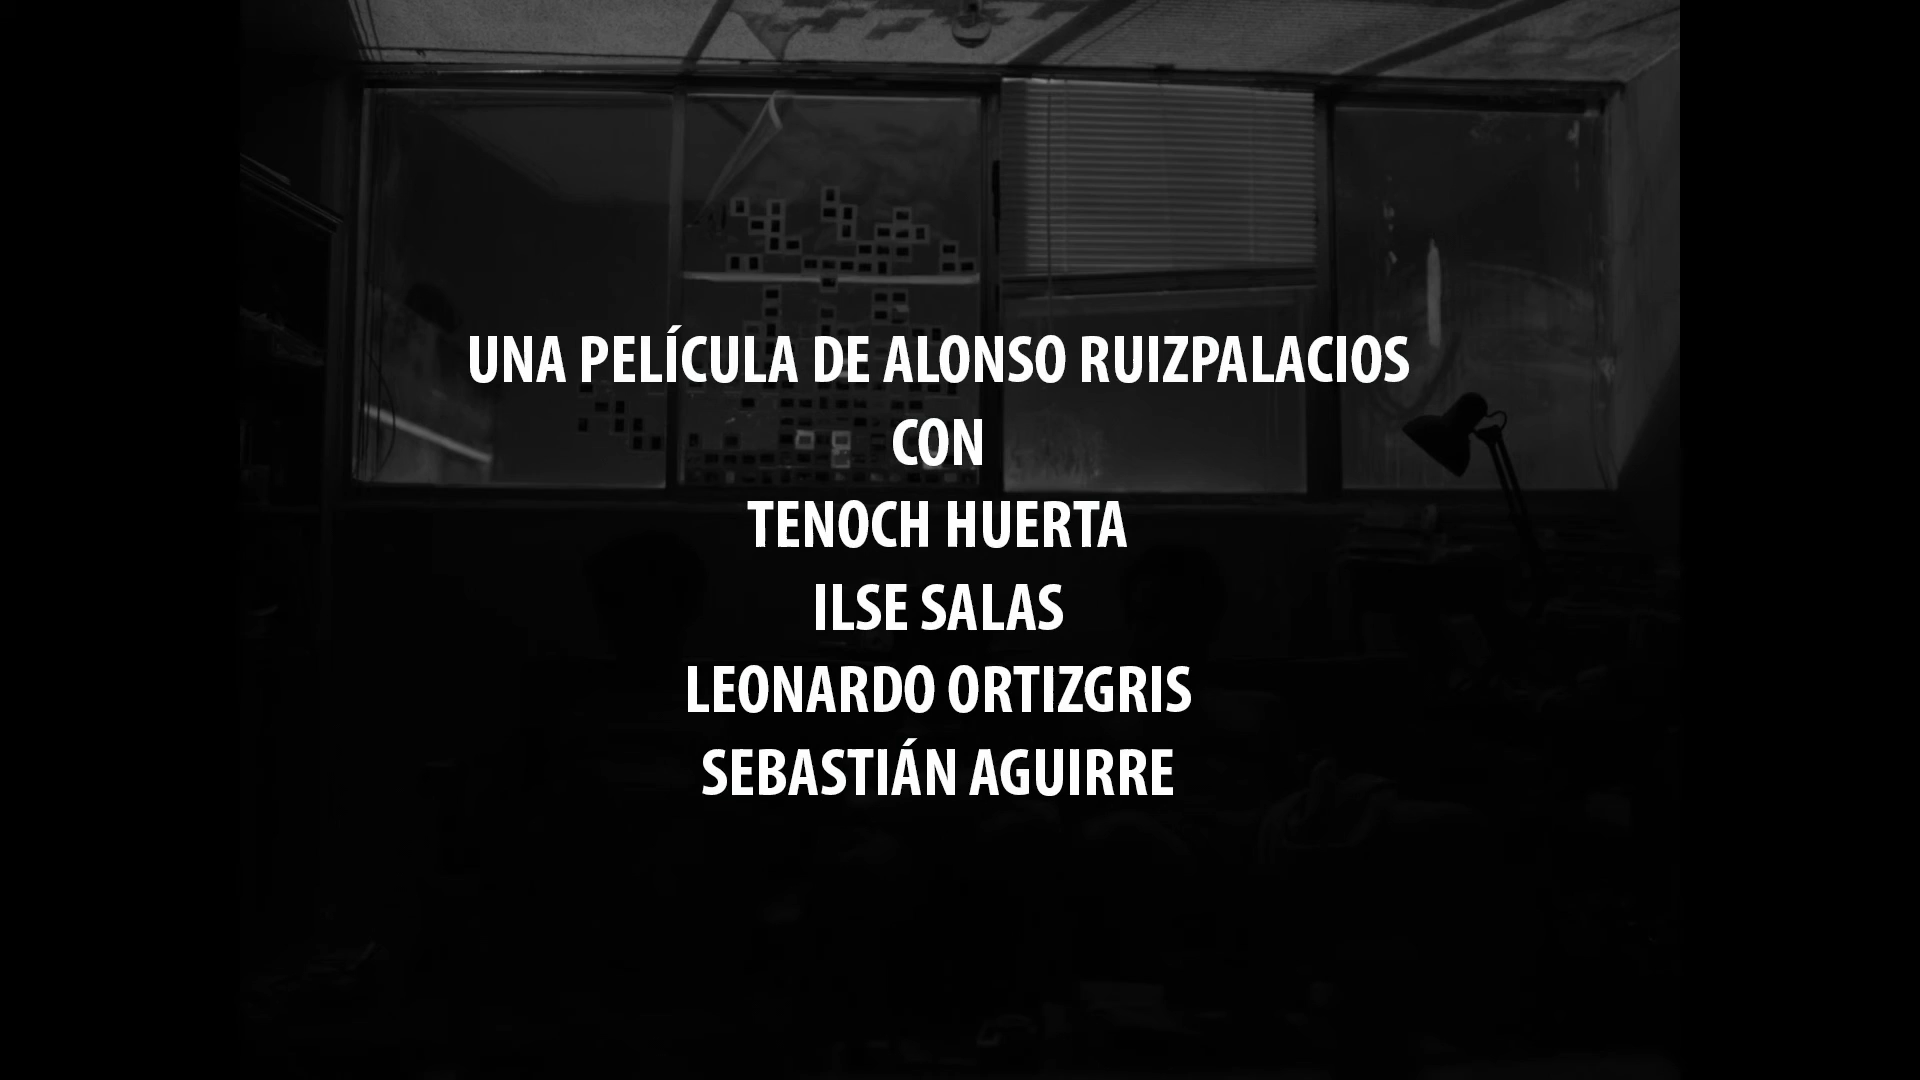 UNA PELÍCULA DE ALONSO RUIZPALACIOS
CON
TENOCH HUERTA
ILSE SALAS
LEONARDO ORTIZGRIS
SEBASTIÁN AGUIRRE